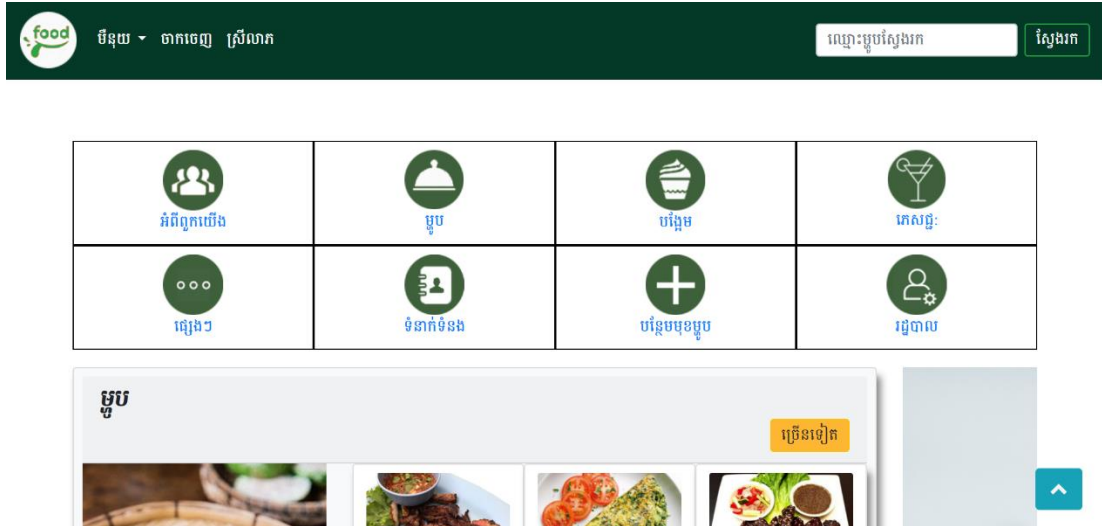 food
មឺនុយ ចាកចេញ ស្រីលាភ
ឈ្មោះម្ហូបស្វែងរក
ស្វែងរក
អំពីពួកយើង
ម្ហូប
បង្អែម
ភេសជ្ជៈ
ផ្សេងៗ
ទំនាក់ទំនង
បន្ថែមមុខម្ហូប
រដ្ឋបាល
ម្ហូប
ច្រើនទៀត